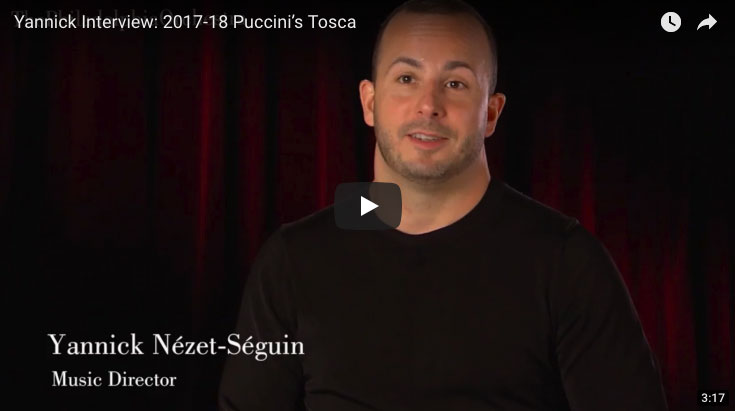 Yannick Interview: 2017-18 Puccini’s Tosca
Yannick Nézet-Séguin
Music Director
3:17